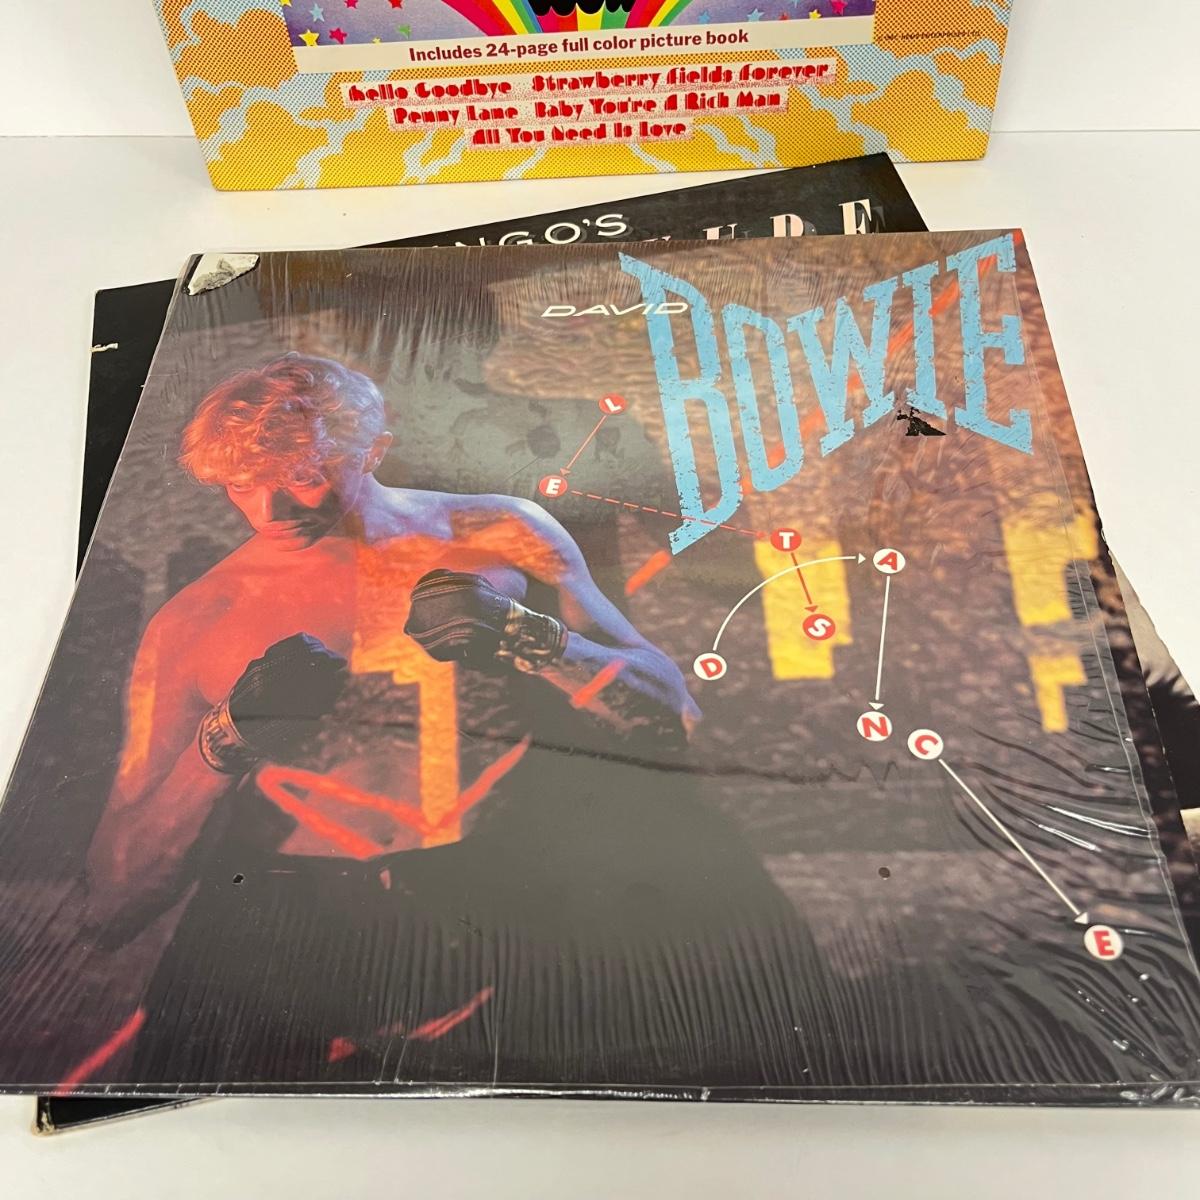 Includes 24-page full color picture book
Hello Goodbye Strawberry Fields Forever
Penny Lane Baby You're A Rich Man
All You Need Is Love
NGO'S
UDE
DAVID
BOWIE
L
E
T
S
D
A
N
C
E